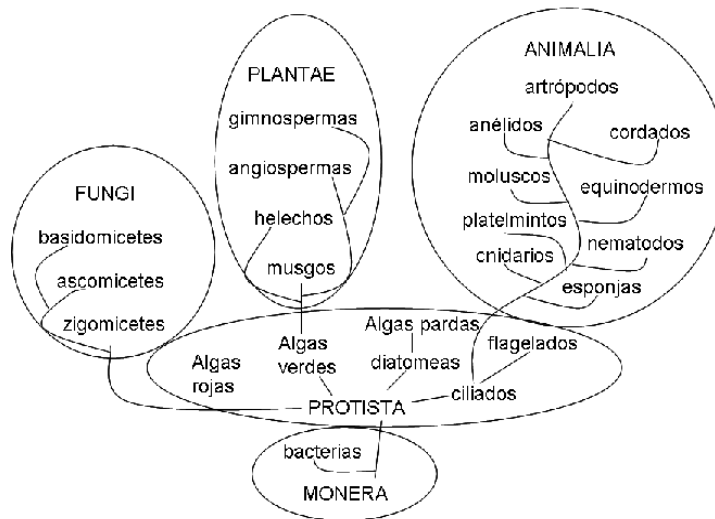 ANIMALIA
artrópodos
anélidos
cordados
moluscos
equinodermos
platelmintos
nematodos
cnidarios
esponjas
PLANTAE
gimnospermas
angiospermas
helechos
musgos
FUNGI
basidomicetes
ascomicetes
zigomicetes
Algas
rojas
Algas
verdes
Algas pardas
diatomeas
flagelados
ciliados
PROTISTA
bacterias
MONERA